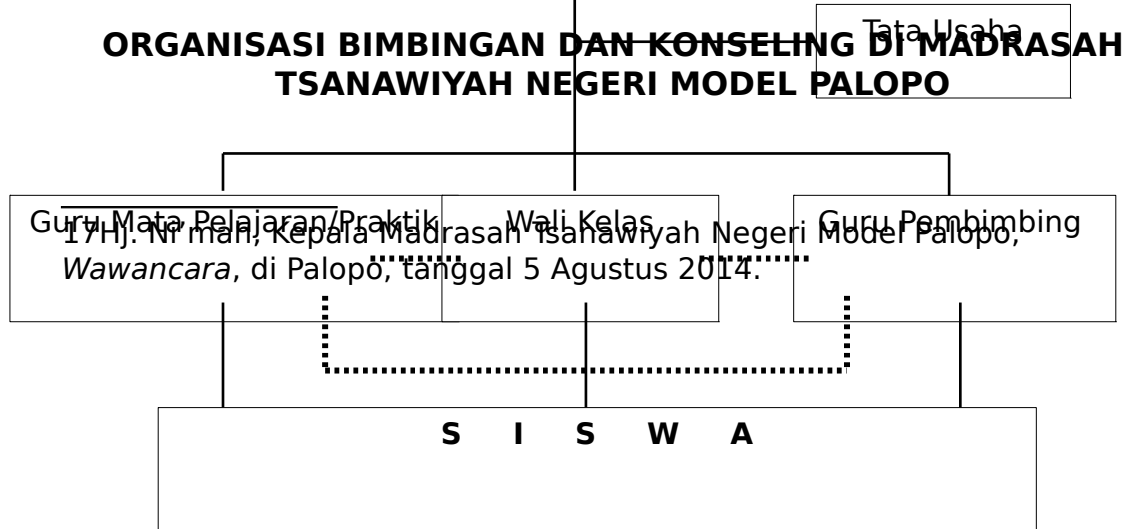 Tata Usaha
ORGANISASI BIMBINGAN DAN KONSELING DI MADRASAH
TSANAWIYAH NEGERI MODEL PALOPO
Guru Mata Pelajaran/Praktik
Wali Kelas
Guru Pembimbing
17Hj. Ni'mah, Kepala Madrasah Tsanawiyah Negeri Model Palopo,
Wawancara, di Palopo, tanggal 5 Agustus 2014.
S I S W A